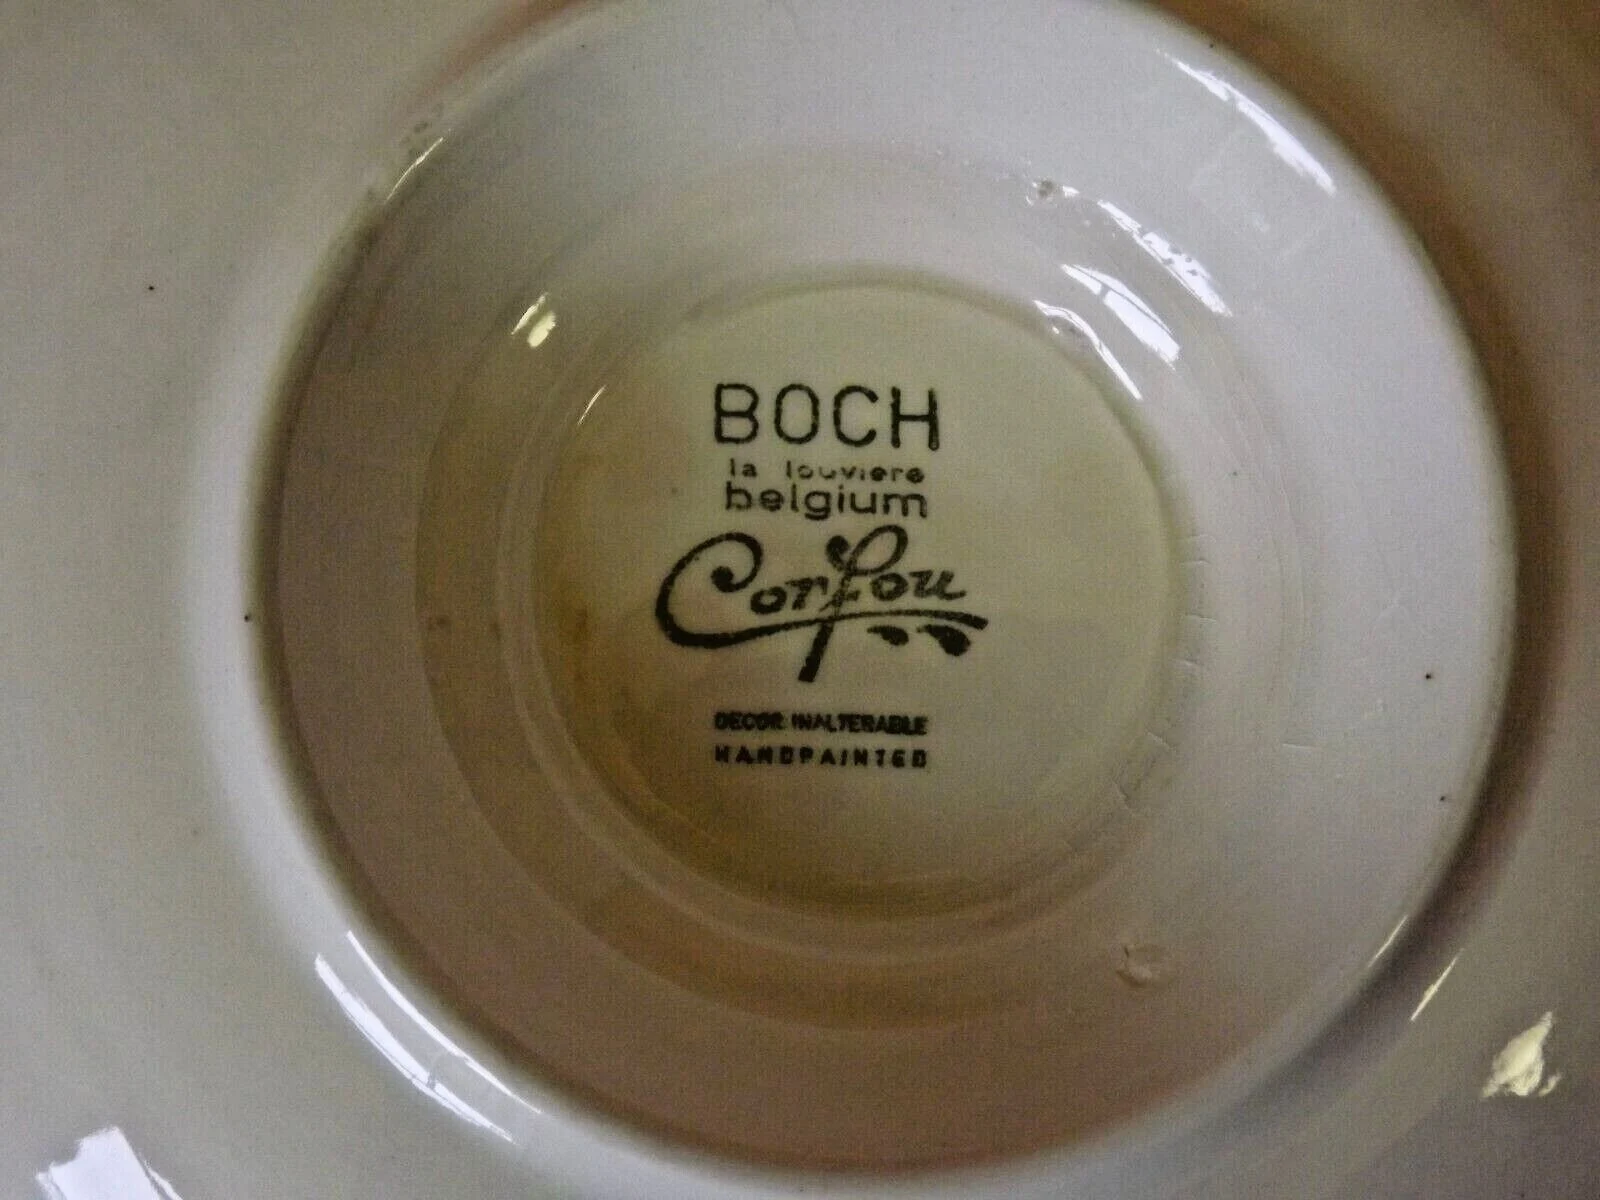 BOCH
la louviere
belgium
Corfou
DECOR INALTERABLE
HANDPAINTED